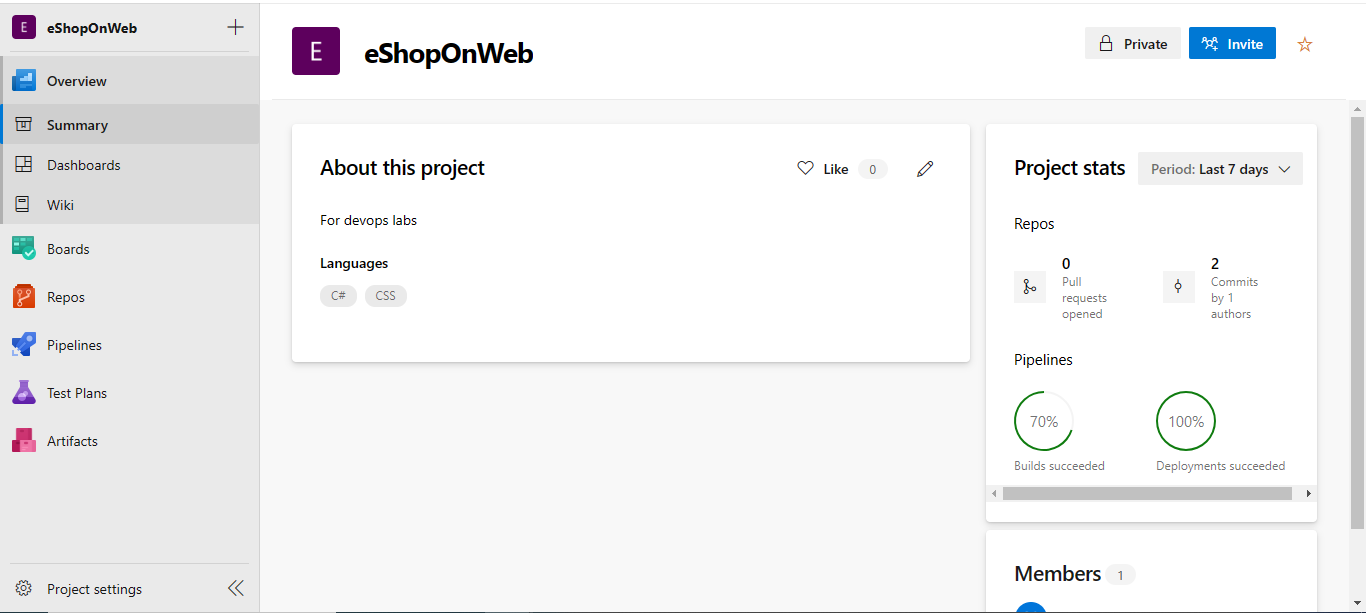 E
eShopOnWeb
Overview
Summary
Dashboards
Wiki
Boards
Repos
Pipelines
Test Plans
Artifacts
Project settings
E
eShopOnWeb
Private
Invite
About this project
Like 0
For devops labs
Languages
C# CSS
Project stats
Period: Last 7 days
Repos
0
Pull
requests
opened
2
Commits
by 1
authors
Pipelines
70%
Builds succeeded
100%
Deployments succeeded
Members 1